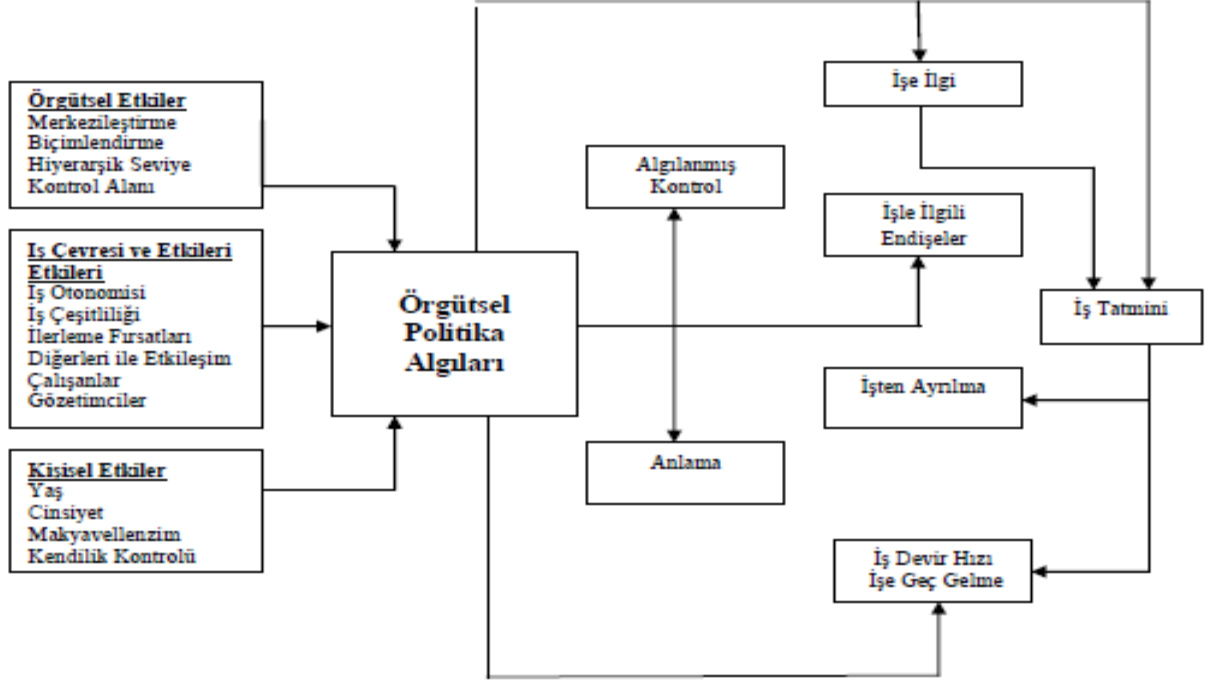 Örgütsel Etkiler
Merkezileştirme
Biçimlendirme
Hiyerarşik Seviye
Kontrol Alanı
İş Çevresi ve Etkileri
Etkileri
İş Otonomisi
İş Çeşitliliği
İlerleme Fırsatları
Diğerleri ile Etkileşim
Çalışanlar
Gözetimciler
Kişisel Etkiler
Yaş
Cinsiyet
Makyavellenzim
Kendilik Kontrolü
Örgütsel
Politika
Algıları
Algılanmış
Kontrol
Anlama
İşe İlgi
İşle İlgili
Endişeler
İş Tatmini
İşten Ayrılma
İş Devir Hızı
İşe Geç Gelme